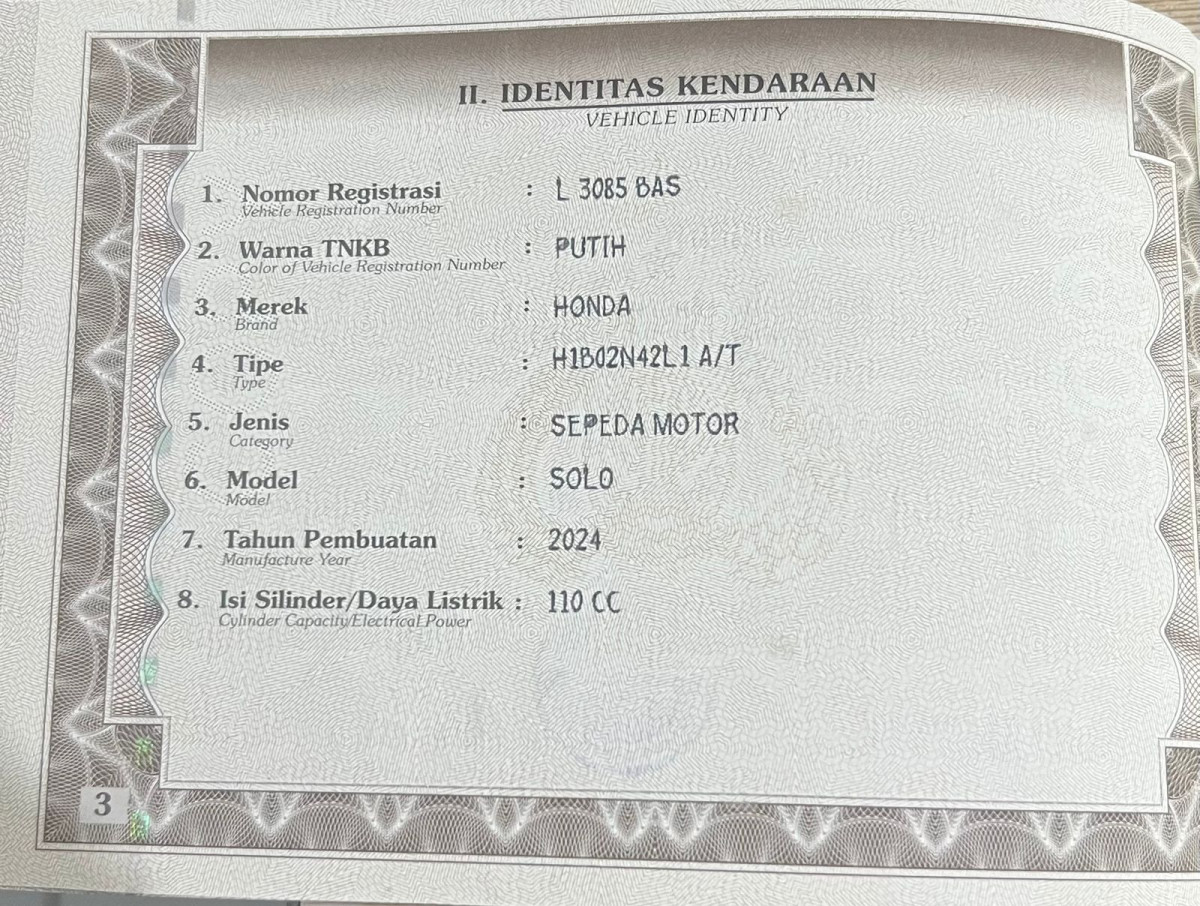 II. IDENTITAS KENDARAAN
VEHICLE IDENTITY
1. Nomor Registrasi : L 3085 BAS
Vehicle Registration Number
2. Warna TNKB : PUTIH
Color of Vehicle Registration Number
3. Merek : HONDA
Brand
4. Tipe : H1B02N42L1 A/T
Type
5. Jenis : SEPEDA MOTOR
Category
6. Model : SOLO
Model
7. Tahun Pembuatan : 2024
Manufacture Year
8. Isi Silinder/Daya Listrik : 110 CC
Cylinder Capacity/Electrical Power
3